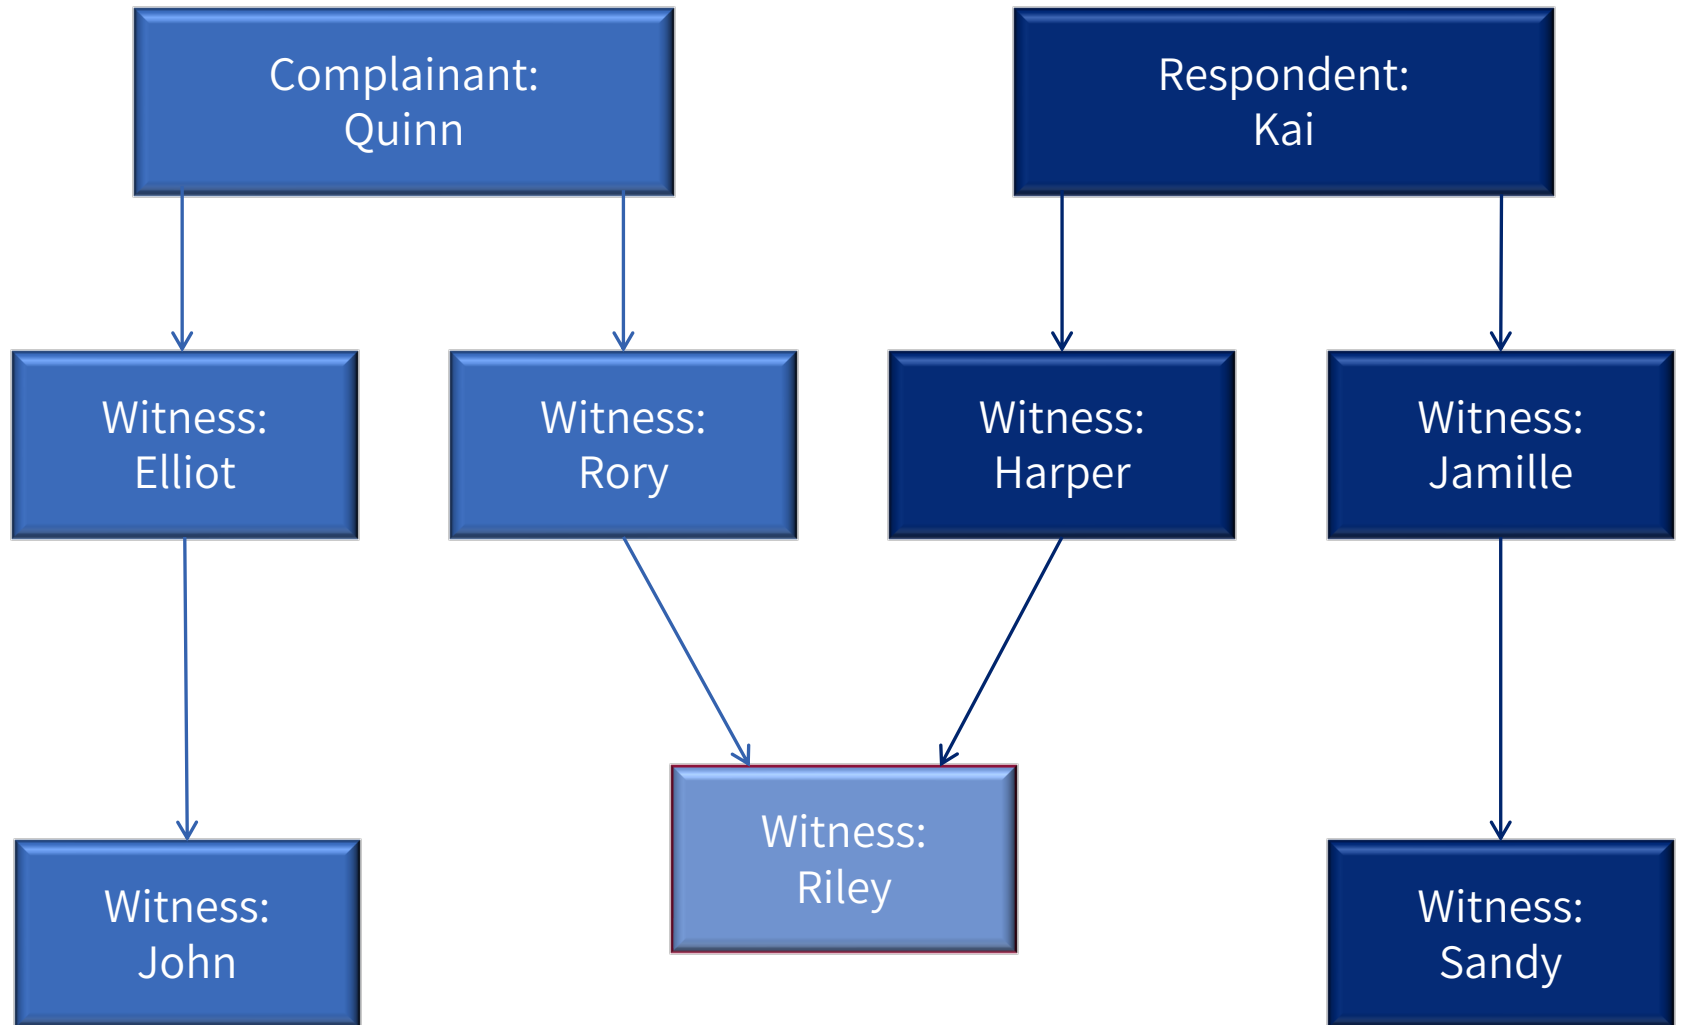 Complainant:
Quinn
Respondent:
Kai
Witness:
Elliot
Witness:
Rory
Witness:
Harper
Witness:
Jamille
Witness:
Riley
Witness:
John
Witness:
Sandy